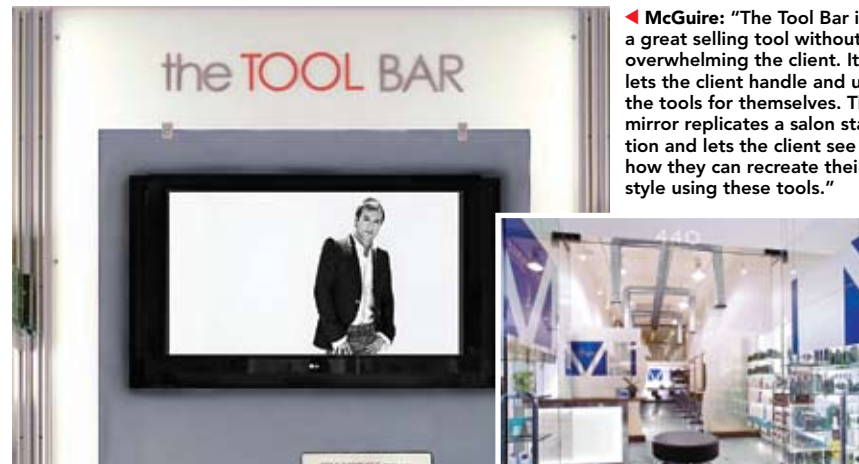 the TOOL BAR
McGuire: "The Tool Bar i
a great selling tool without
overwhelming the client. It
lets the client handle and u
the tools for themselves. T
mirror replicates a salon sta
tion and lets the client see
how they can recreate thei
style using these tools."
440
LG